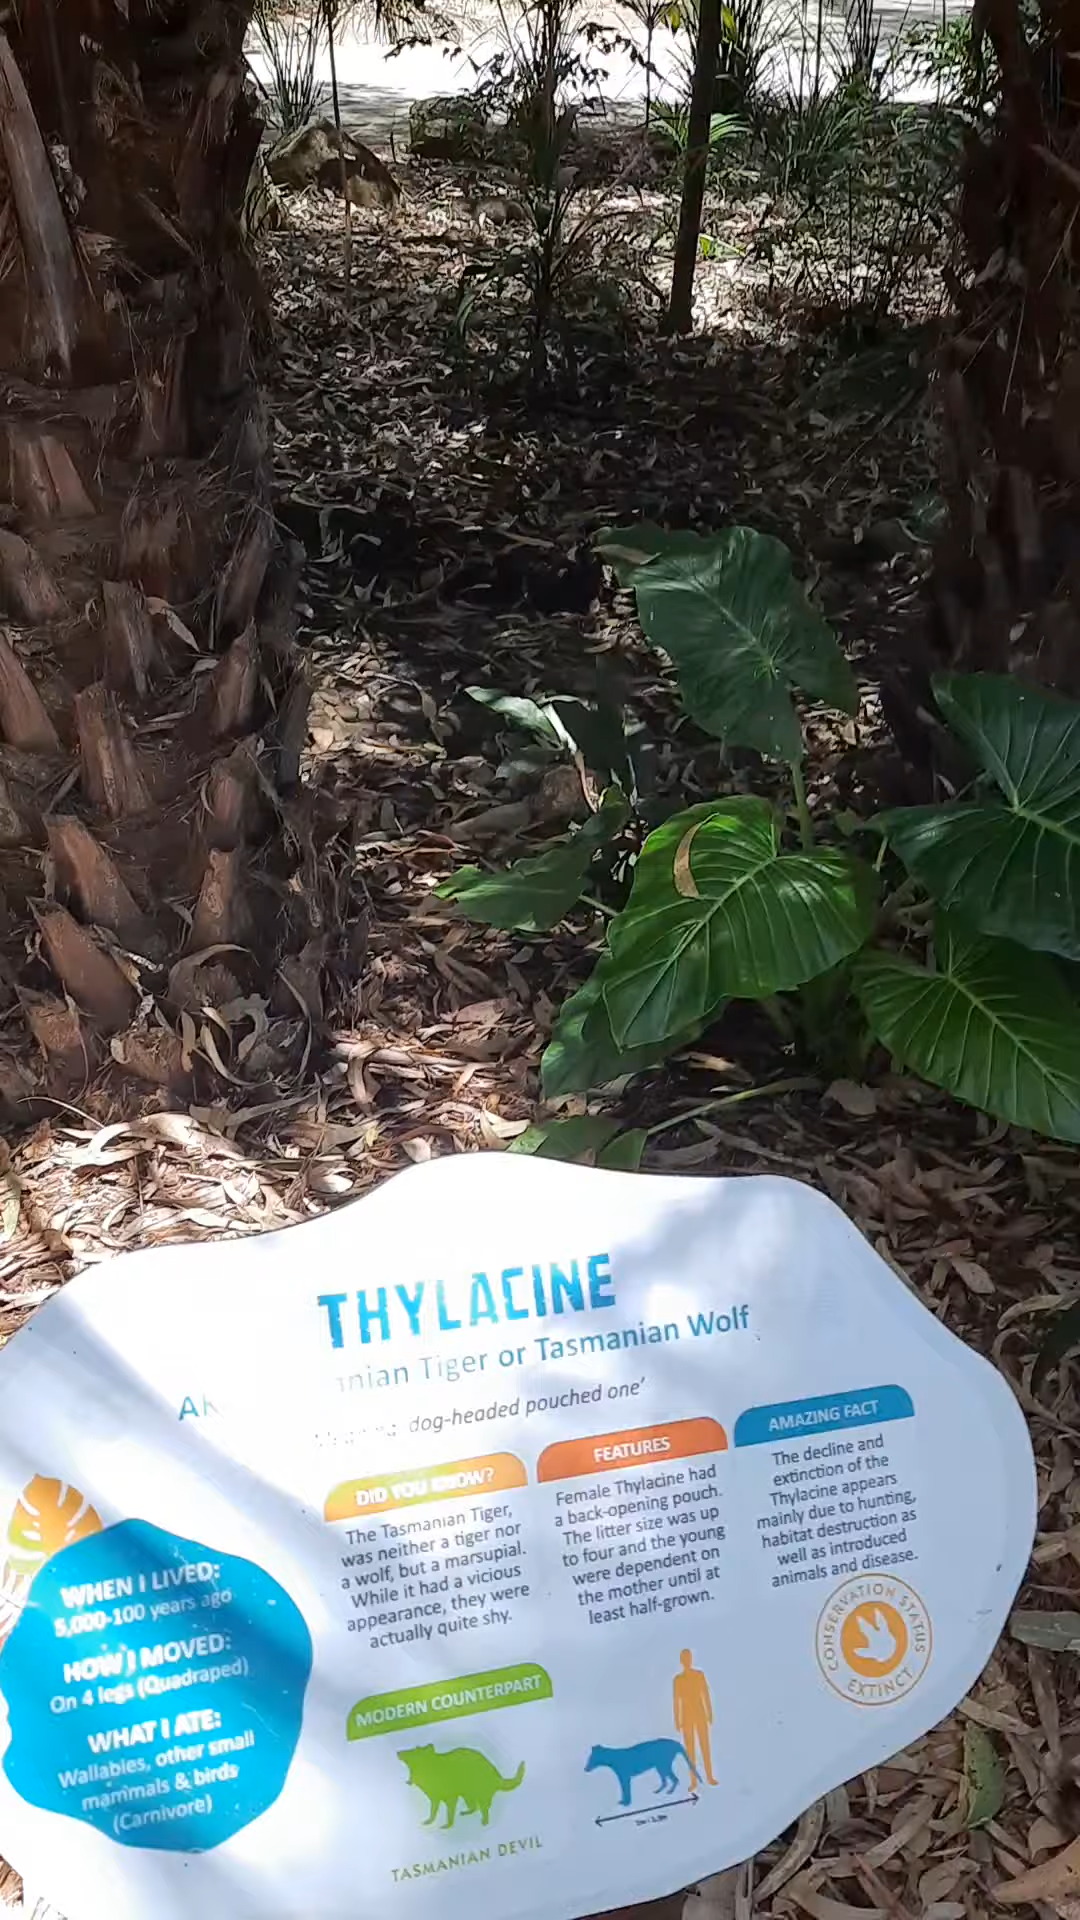 THYLACINE
Tiger or Tasmanian Wolf
dog-headed pouched one'
DID YOU KNOW?
The Tasmanian Tiger,
was neither a tiger nor
a wolf, but a marsupial.
While it had a vicious
appearance, they were
actually quite shy.
FEATURES
Female Thylacine had
a back-opening pouch.
The litter size was up
to four and the young
were dependent on
the mother until at
least half-grown.
AMAZING FACT
The decline and
extinction of the
Thylacine appears
mainly due to hunting,
habitat destruction as
well as introduced
animals and disease.
CONSERVATION STATUS
EXTINCT
WHEN I LIVED:
5,000-100 years ago
HOW I MOVED:
On 4 legs (Quadraped)
WHAT I ATE:
Wallabies, other small
mammals & birds
(Carnivore)
MODERN COUNTERPART
TASMANIAN DEVIL